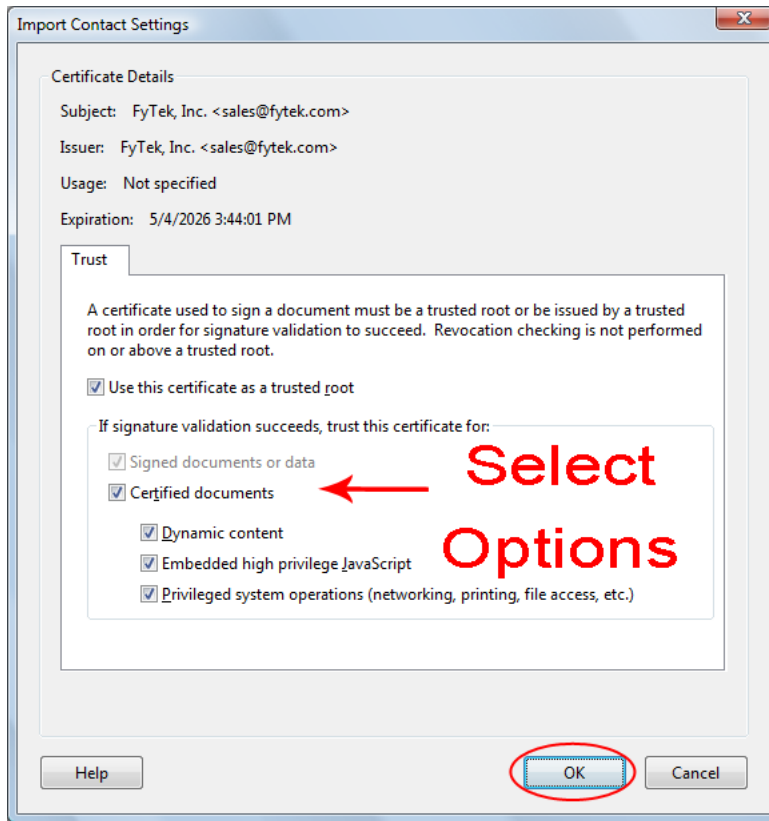 Import Contact Settings
Certificate Details
Subject: FyTek, Inc. <sales@fytek.com>
Issuer: FyTek, Inc. <sales@fytek.com>
Usage: Not specified
Expiration: 5/4/2026 3:44:01 PM
Trust
A certificate used to sign a document must be a trusted root or be issued by a trusted
root in order for signature validation to succeed. Revocation checking is not performed
on or above a trusted root.
Use this certificate as a trusted root
If signature validation succeeds, trust this certificate for:
Signed documents or data
Certified documents
Select
Options
Dynamic content
Embedded high privilege JavaScript
Privileged system operations (networking, printing, file access, etc.)
Help
OK
Cancel